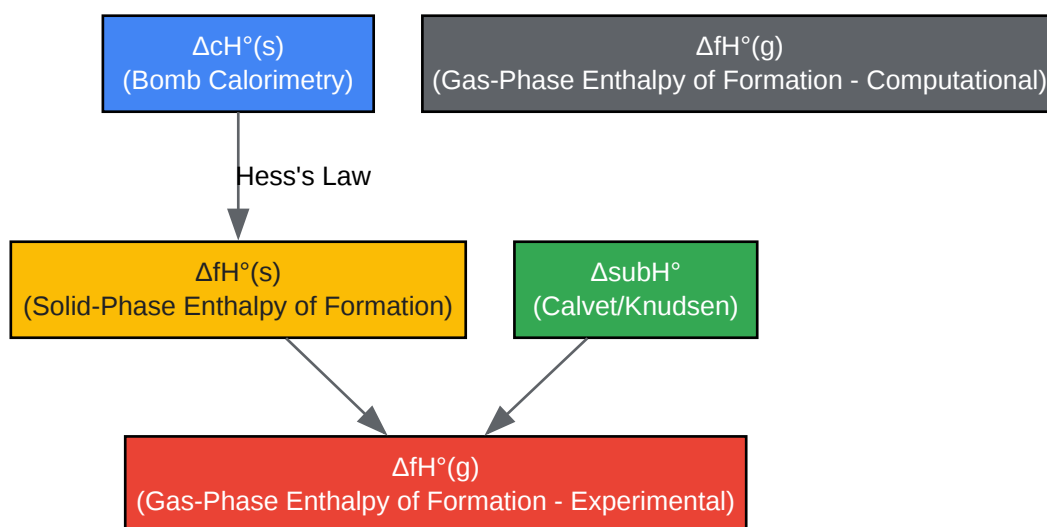 ΔcH°(s)
(Bomb Calorimetry)
ΔfH°(g)
(Gas-Phase Enthalpy of Formation - Computational)
Hess's Law
ΔfH°(s)
(Solid-Phase Enthalpy of Formation)
ΔsubH°
(Calvet/Knudsen)
ΔfH°(g)
(Gas-Phase Enthalpy of Formation - Experimental)